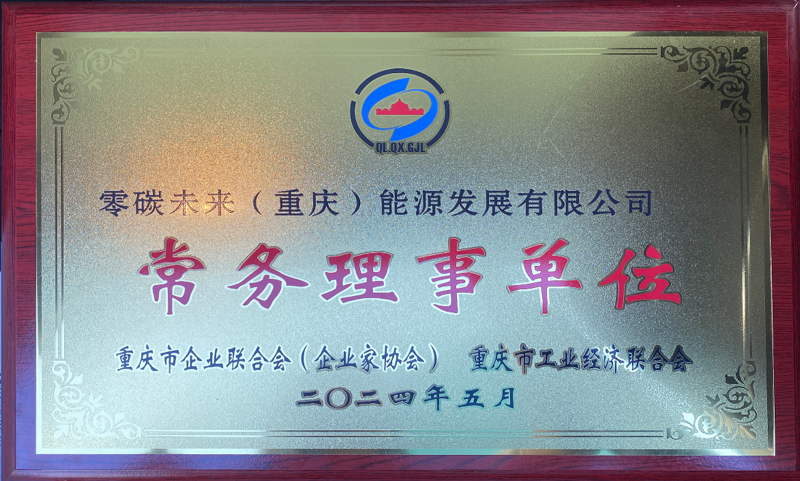 QL.QX.GJL
零碳未来（重庆）能源发展有限公司
常务理事单位
重庆市企业联合会（企业家协会） 重庆市工业经济联合会
二〇二四年五月